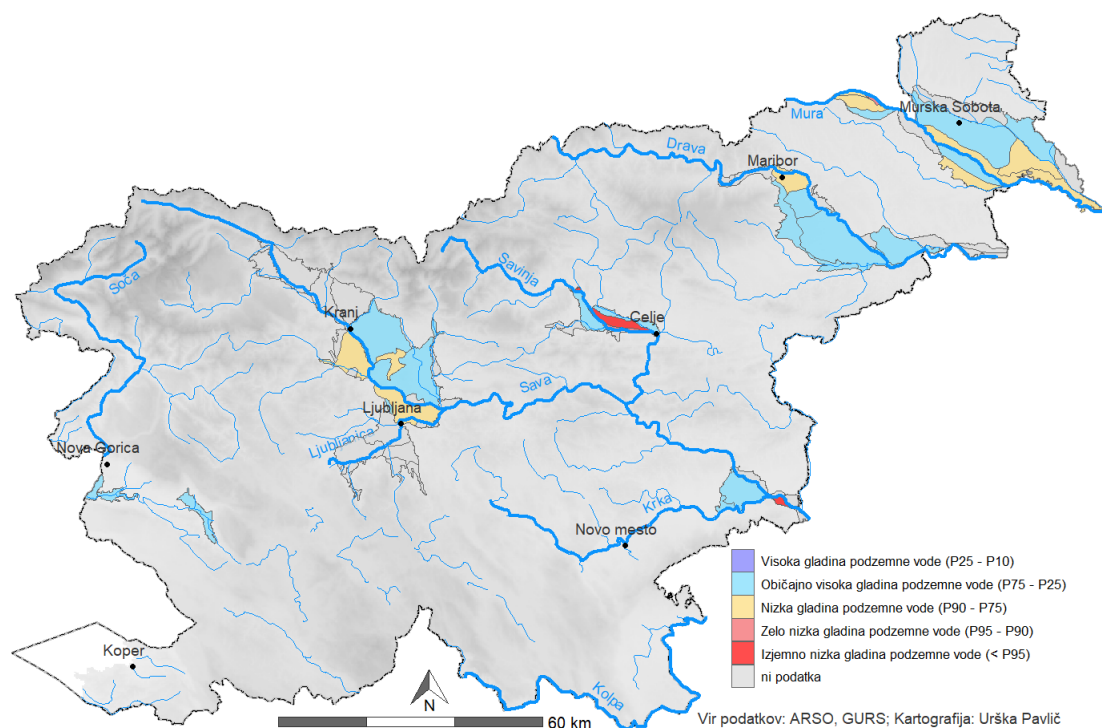 Mura
Murska Sobota
Drava
Maribor
Soča
Savinja
Kranj
Celje
Sava
Ljubljana
Ljubljanica
Nova Gorica
Krka
Novo mesto
Visoka gladina podzemne vode (P25 - P10)
Običajno visoka gladina podzemne vode (P75 - P25)
Nizka gladina podzemne vode (P90 - P75)
Zelo nizka gladina podzemne vode (P95 - P90)
Izjemno nizka gladina podzemne vode (< P95)
ni podatka
Koper
Kolpa
N
60 km
Vir podatkov: ARSO, GURS; Kartografija: Urška Pavlič